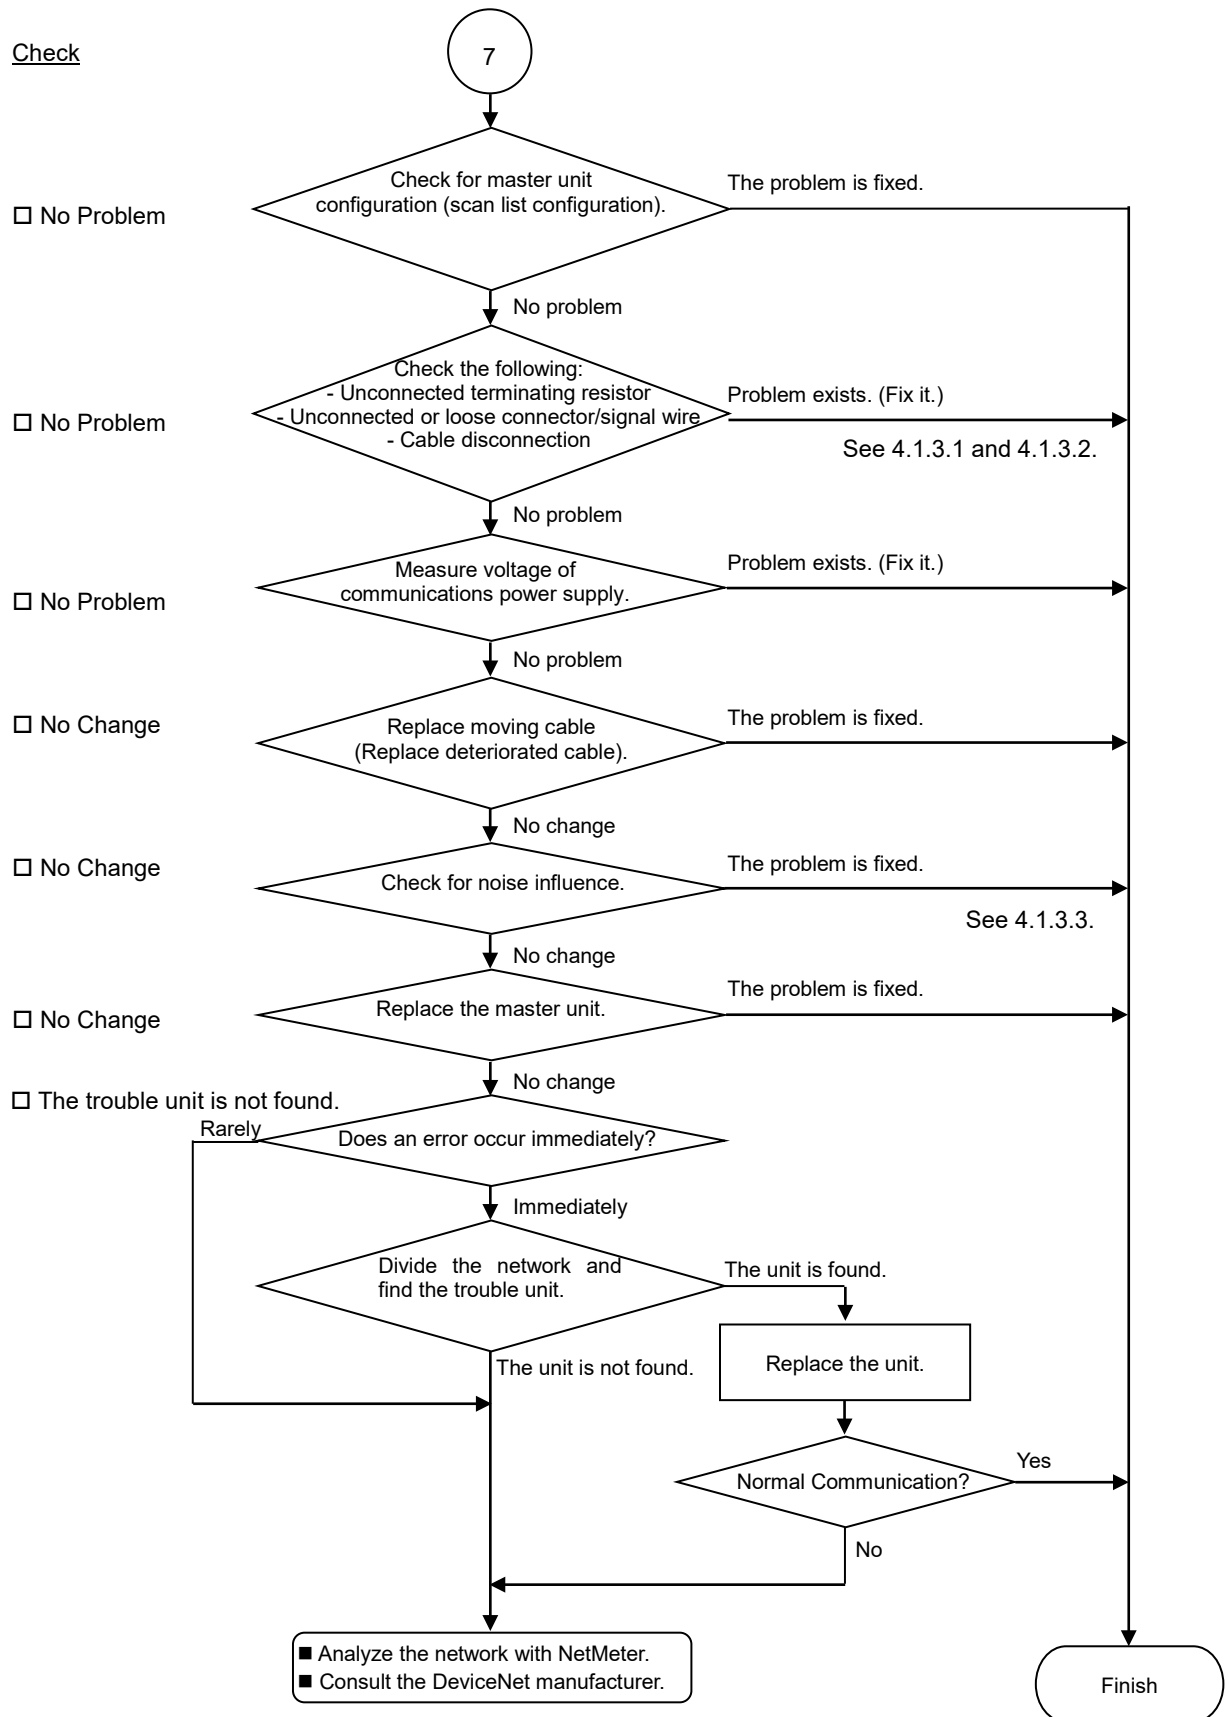 Check
7
Check for master unit
configuration (scan list configuration).
The problem is fixed.
□ No Problem
No problem
Check the following:
- Unconnected terminating resistor
- Unconnected or loose connector/signal wire
- Cable disconnection
Problem exists. (Fix it.)
□ No Problem
See 4.1.3.1 and 4.1.3.2.
No problem
Measure voltage of
communications power supply.
Problem exists. (Fix it.)
□ No Problem
No problem
□ No Change
Replace moving cable
(Replace deteriorated cable).
The problem is fixed.
No change
□ No Change
Check for noise influence.
The problem is fixed.
See 4.1.3.3.
No change
□ No Change
Replace the master unit.
The problem is fixed.
No change
□ The trouble unit is not found.
Rarely
Does an error occur immediately?
Immediately
Divide the network and
find the trouble unit.
The unit is found.
The unit is not found.
Replace the unit.
Normal Communication?
Yes
No
■ Analyze the network with NetMeter.
■ Consult the DeviceNet manufacturer.
Finish